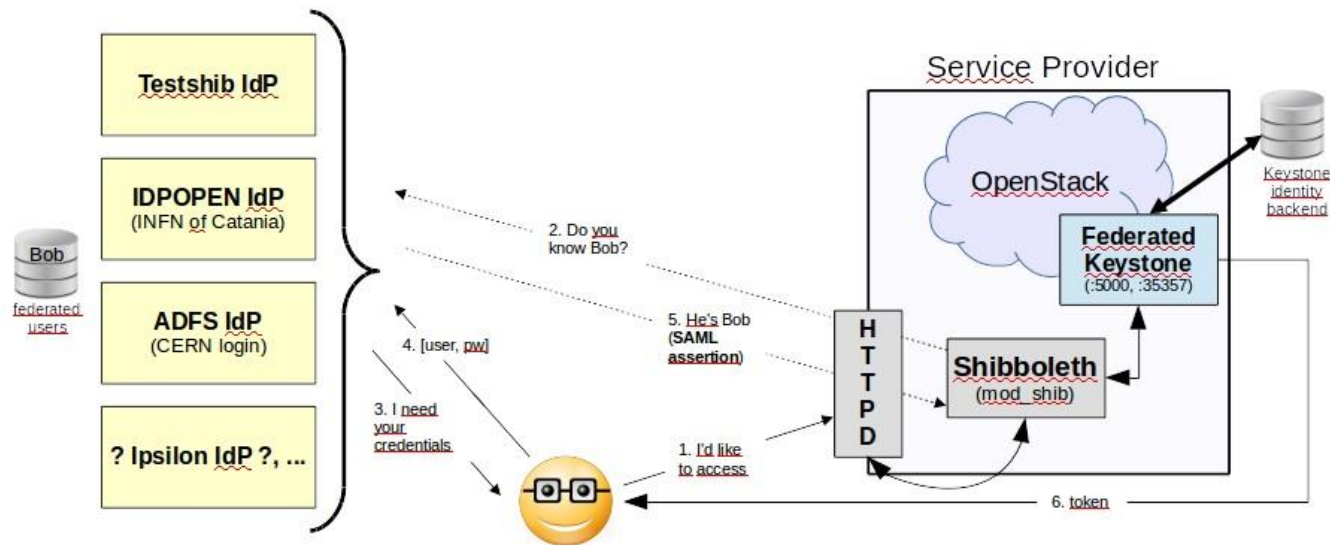 Testshib IdP
IDPOPEN IdP
(INFN of Catania)
Bob
federated
users
ADFS IdP
(CERN login)
? Ipsilon IdP ?, ...
2. Do you
know Bob?
5. He's Bob
(SAML
assertion)
4. [user, pw]
3. I need
your
credentials
1. I'd like
to access
Service Provider
OpenStack
Federated
Keystone
(:5000, :35357)
Keystone
identity
backend
H
T
T
P
D
Shibboleth
(mod_shib)
6. token